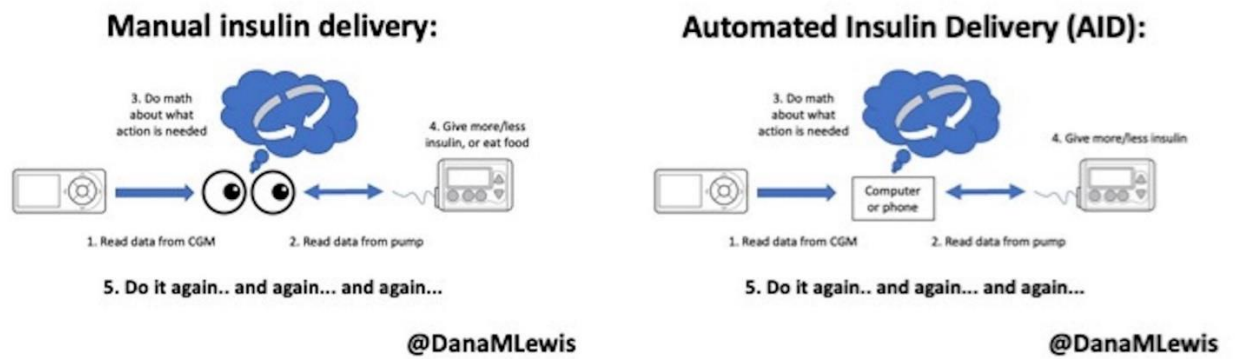 Manual insulin delivery:
3. Do math
about what
action is needed
4. Give more/less
insulin, or eat food
1. Read data from CGM
2. Read data from pump
5. Do it again.. and again... and again...
@DanaMLewis
Automated Insulin Delivery (AID):
3. Do math
about what
action is needed
4. Give more/less insulin
Computer
or phone
1. Read data from CGM
2. Read data from pump
5. Do it again.. and again... and again...
@DanaMLewis